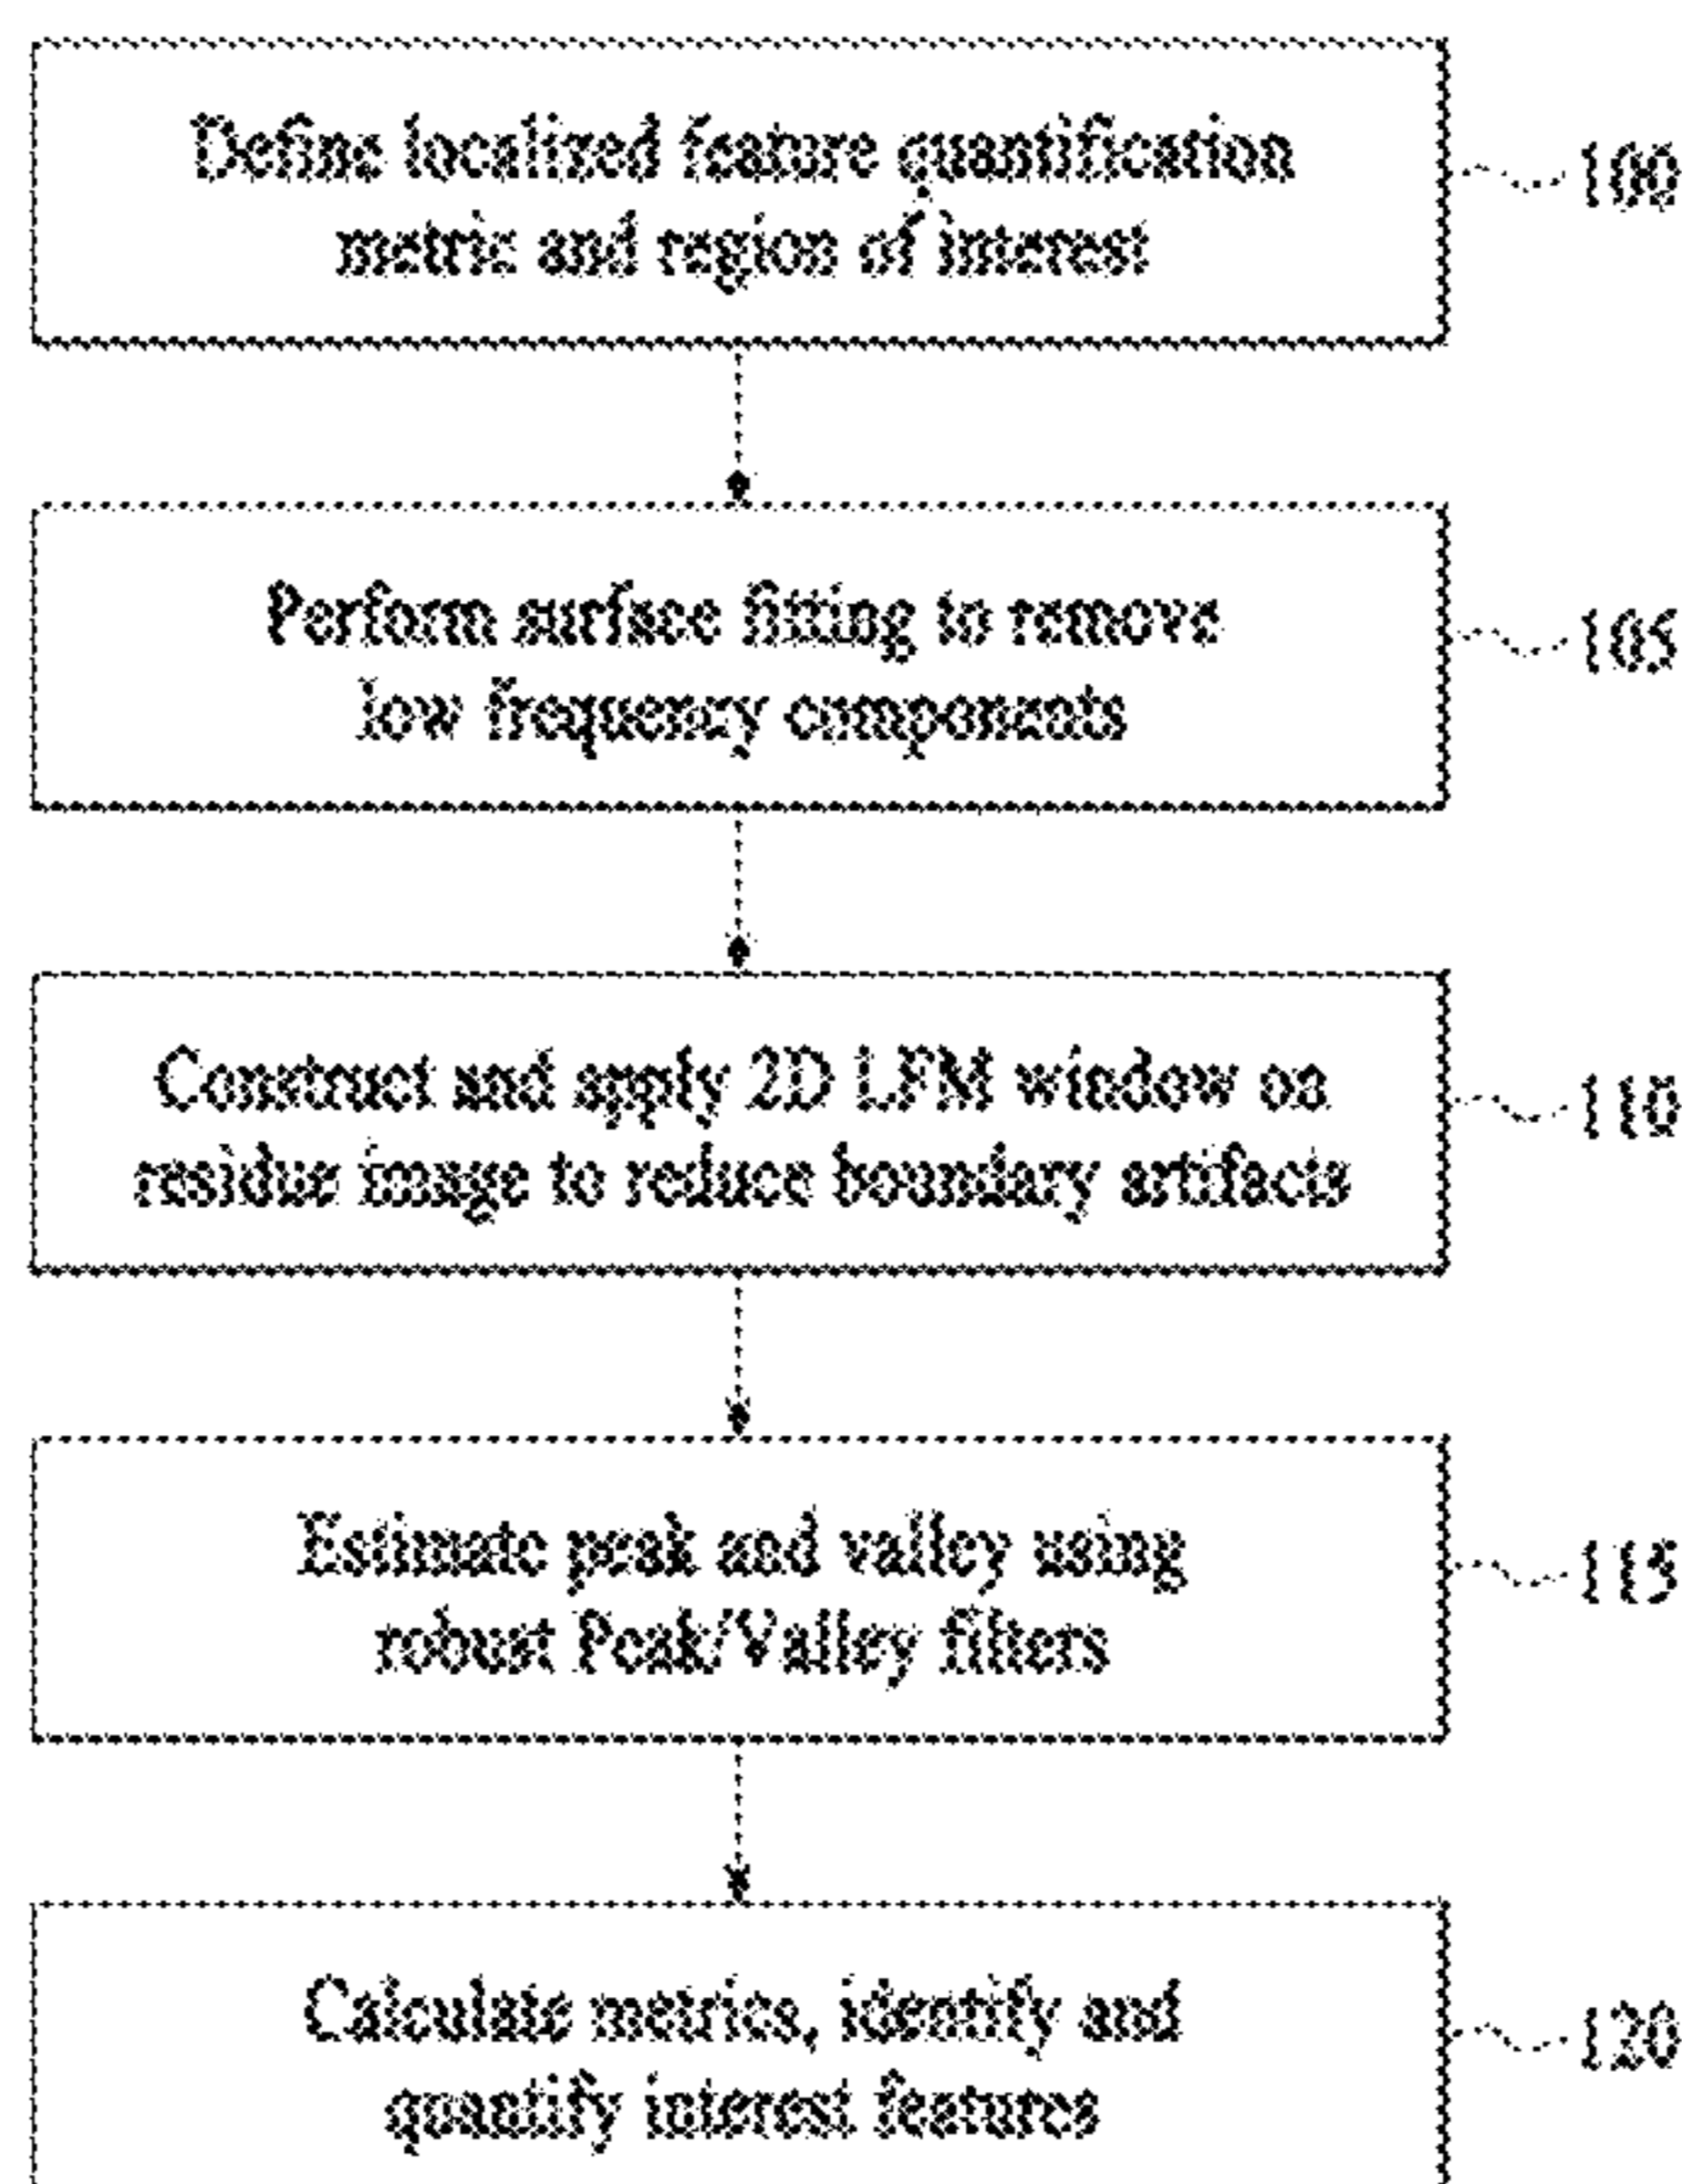 Define localized feature quantification
metric and region of interest
100
Perform surface fitting to remove
low frequency components
105
Construct and apply 2D LFM window on
residue image to reduce boundary artifacts
110
Estimate peak and valley using
robust Peak/Valley filters
115
Calculate metrics, identify and
quantify interest features
120